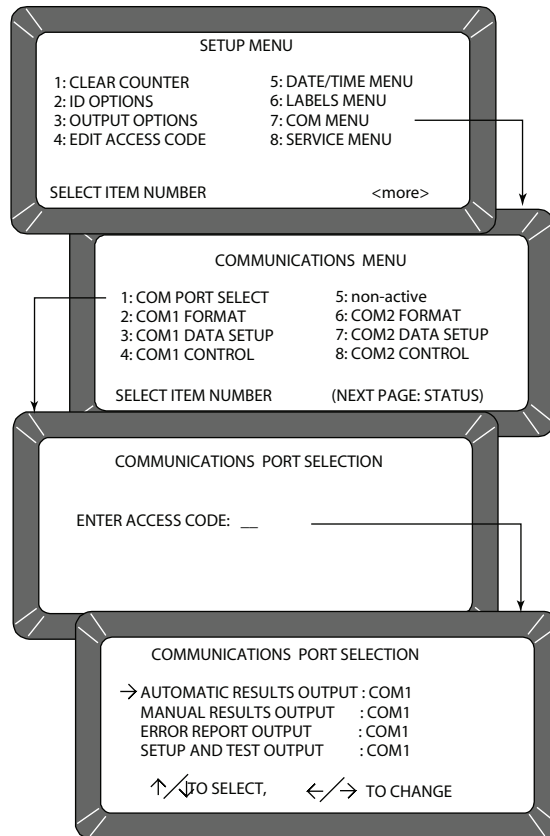 SETUP MENU
1: CLEAR COUNTER 5: DATE/TIME MENU
2: ID OPTIONS 6: LABELS MENU
3: OUTPUT OPTIONS 7: COM MENU
4: EDIT ACCESS CODE 8: SERVICE MENU
SELECT ITEM NUMBER <more>
COMMUNICATIONS MENU
1: COM PORT SELECT 5: non-active
2: COM1 FORMAT 6: COM2 FORMAT
3: COM1 DATA SETUP 7: COM2 DATA SETUP
4: COM1 CONTROL 8: COM2 CONTROL
SELECT ITEM NUMBER (NEXT PAGE: STATUS)
COMMUNICATIONS PORT SELECTION
ENTER ACCESS CODE: __
COMMUNICATIONS PORT SELECTION
→ AUTOMATIC RESULTS OUTPUT : COM1
MANUAL RESULTS OUTPUT : COM1
ERROR REPORT OUTPUT : COM1
SETUP AND TEST OUTPUT : COM1
↑/↓ TO SELECT, ←/→ TO CHANGE